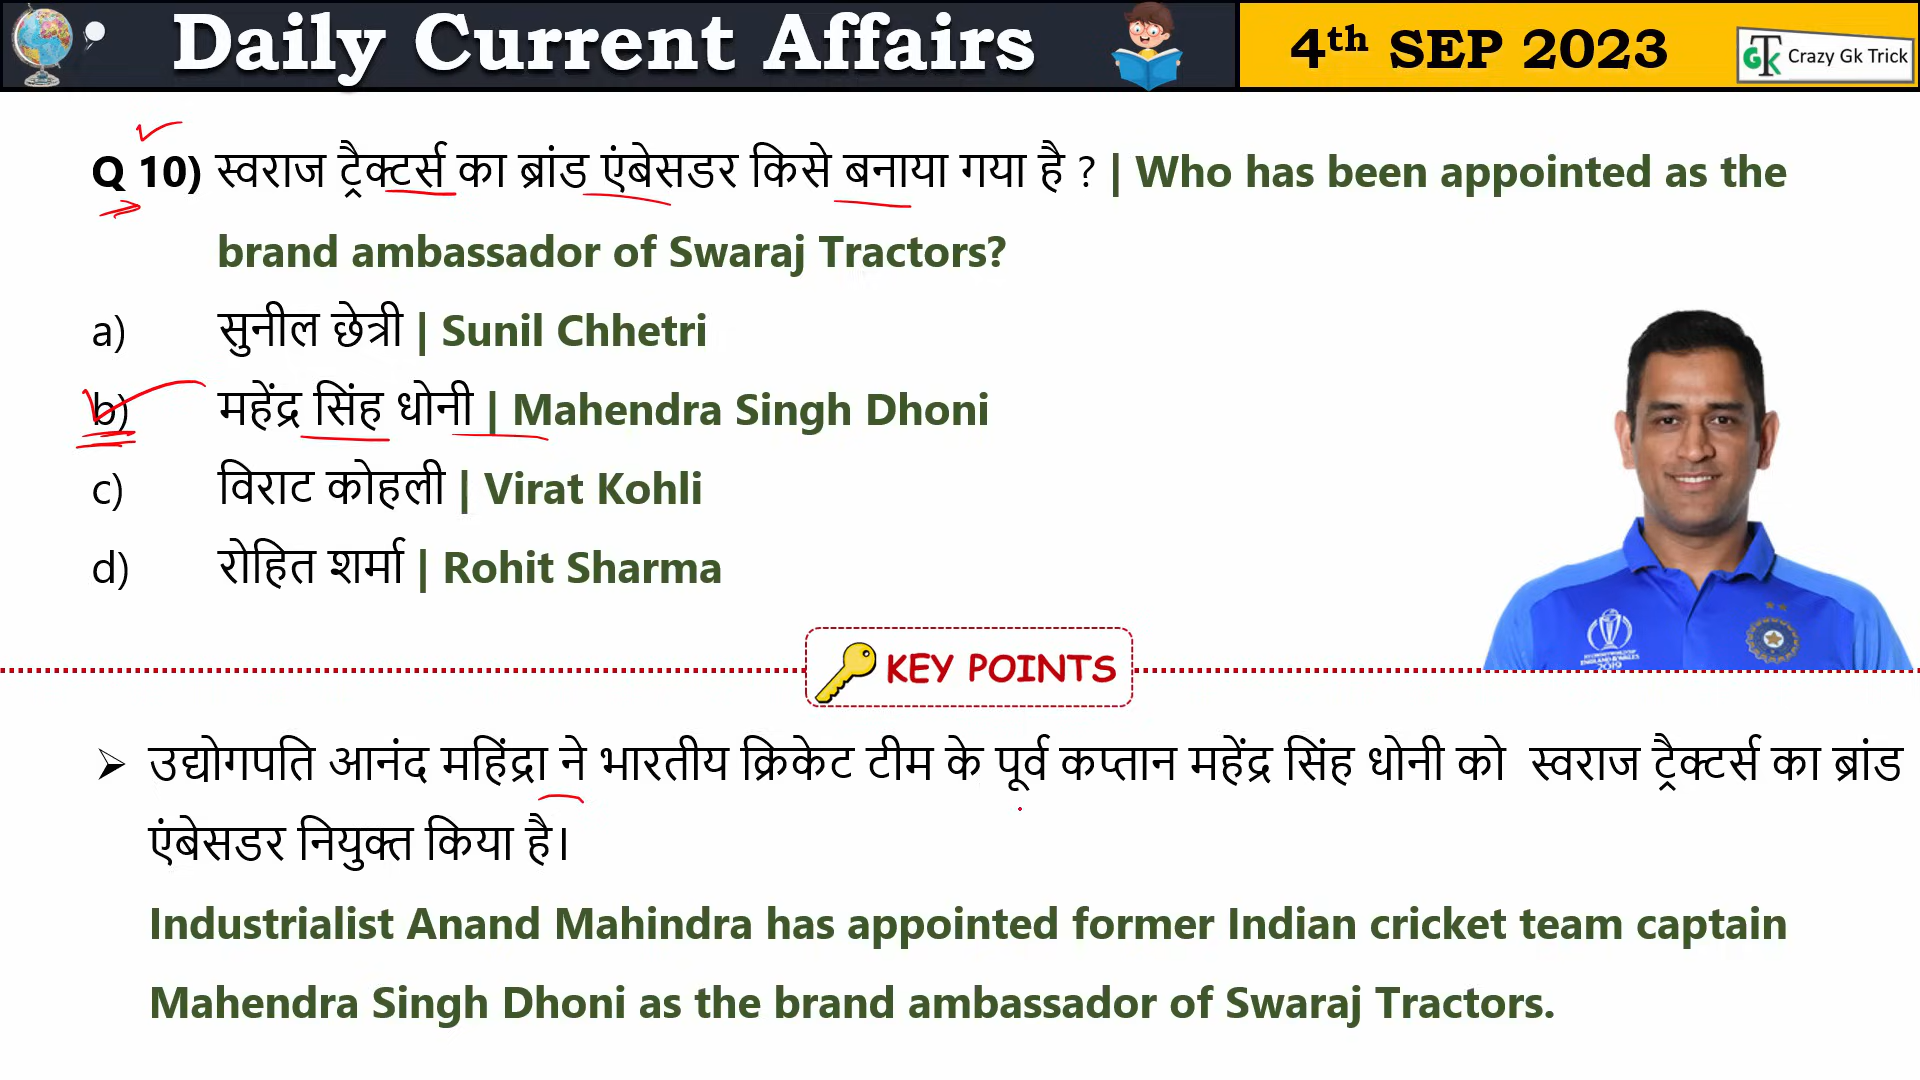 Daily Current Affairs
4th SEP 2023
GK Crazy Gk Trick
Q 10) स्वराज ट्रैक्टर्स का ब्रांड एंबेसडर किसे बनाया गया है ? | Who has been appointed as the
brand ambassador of Swaraj Tractors?
a) सुनील छेत्री | Sunil Chhetri
b) महेंद्र सिंह धोनी | Mahendra Singh Dhoni
c) विराट कोहली | Virat Kohli
d) रोहित शर्मा | Rohit Sharma
KEY POINTS
➢ उद्योगपति आनंद महिंद्रा ने भारतीय क्रिकेट टीम के पूर्व कप्तान महेंद्र सिंह धोनी को स्वराज ट्रैक्टर्स का ब्रांड
एंबेसडर नियुक्त किया है।
Industrialist Anand Mahindra has appointed former Indian cricket team captain
Mahendra Singh Dhoni as the brand ambassador of Swaraj Tractors.